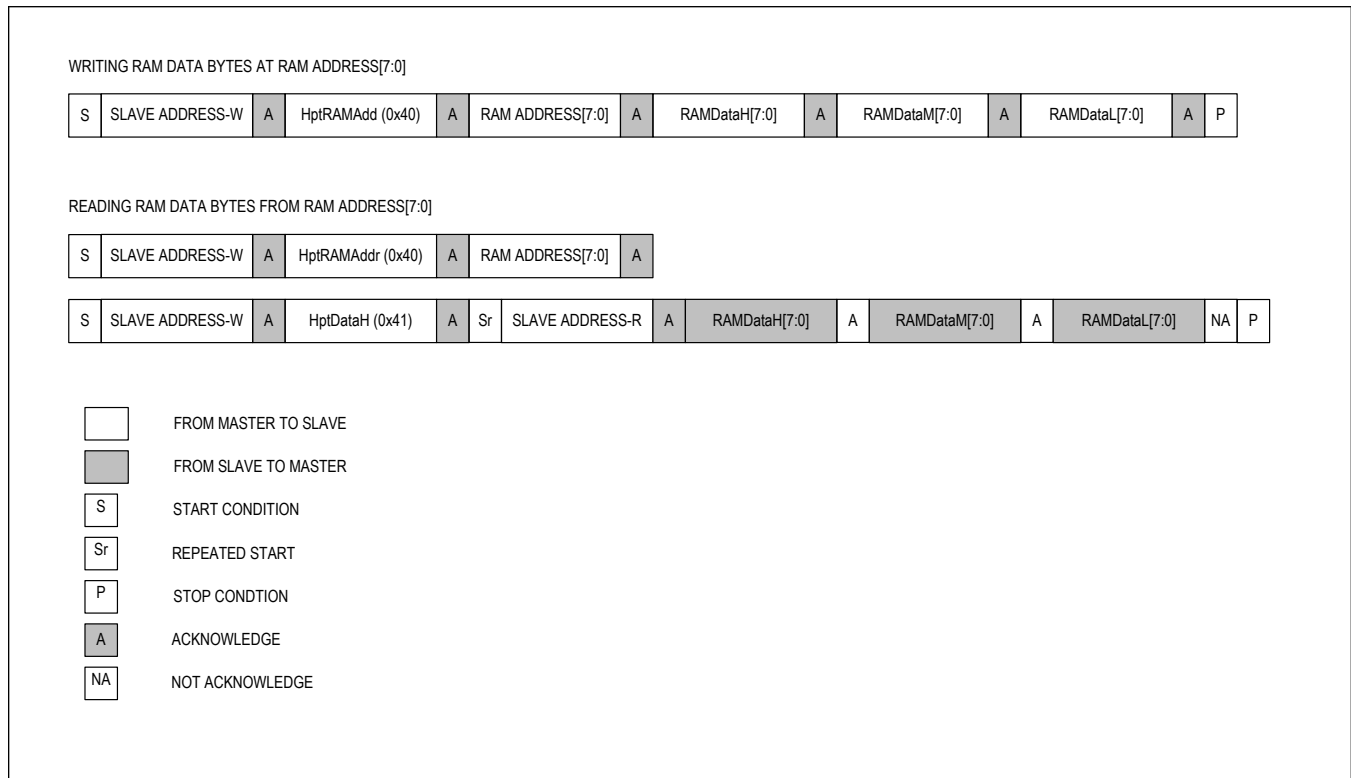 WRITING RAM DATA BYTES AT RAM ADDRESS[7:0]
S SLAVE ADDRESS-W A HptRAMAdd (0x40) A RAM ADDRESS[7:0] A RAMDataH[7:0] A RAMDataM[7:0] A RAMDataL[7:0] A P
READING RAM DATA BYTES FROM RAM ADDRESS[7:0]
S SLAVE ADDRESS-W A HptRAMAddr (0x40) A RAM ADDRESS[7:0] A
S SLAVE ADDRESS-W A HptDataH (0x41) A Sr SLAVE ADDRESS-R A RAMDataH[7:0] A RAMDataM[7:0] A RAMDataL[7:0] NA P
FROM MASTER TO SLAVE
FROM SLAVE TO MASTER
S START CONDITION
Sr REPEATED START
P STOP CONDTION
A ACKNOWLEDGE
NA NOT ACKNOWLEDGE